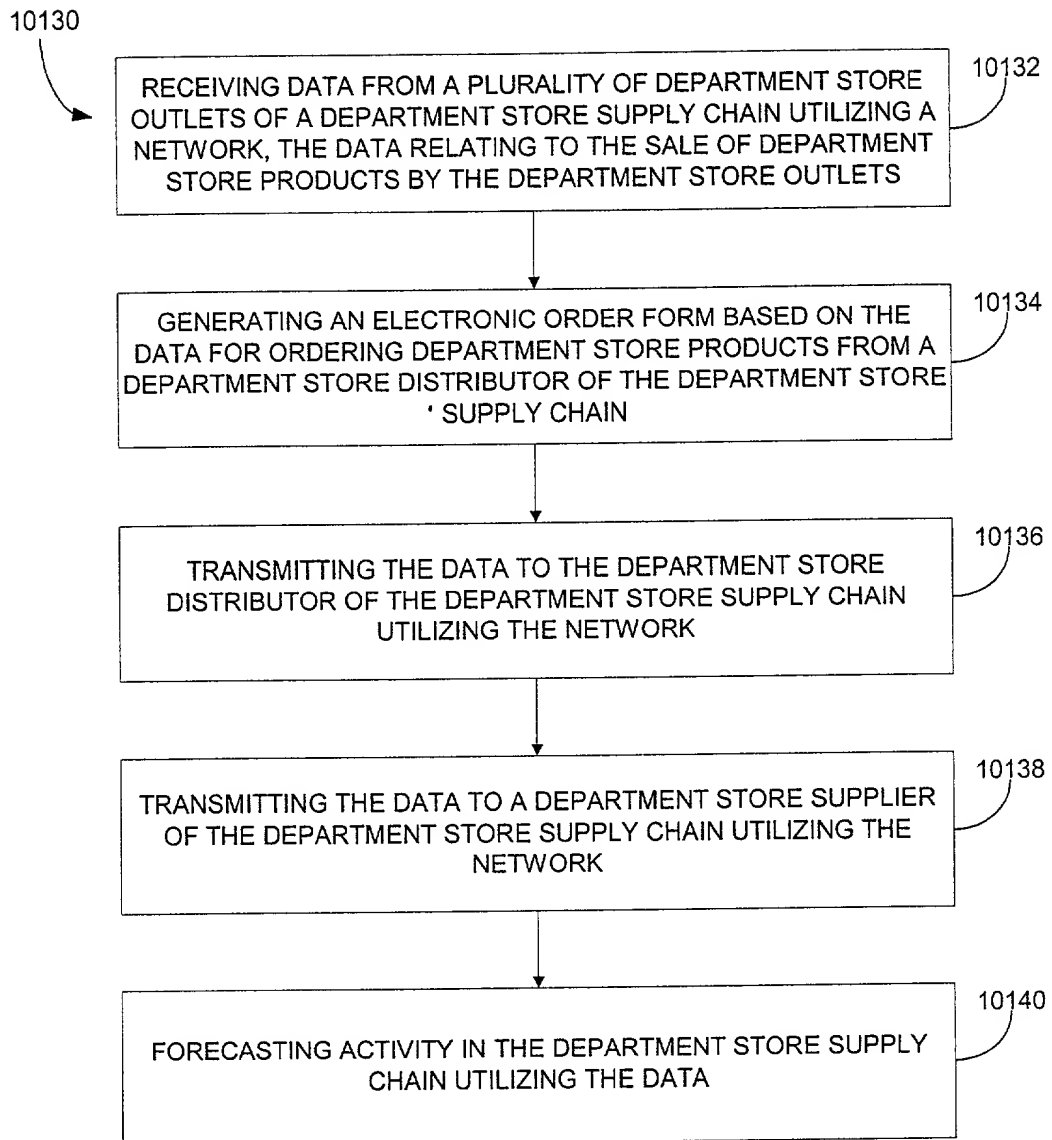 10130
10132
RECEIVING DATA FROM A PLURALITY OF DEPARTMENT STORE
OUTLETS OF A DEPARTMENT STORE SUPPLY CHAIN UTILIZING A
NETWORK, THE DATA RELATING TO THE SALE OF DEPARTMENT
STORE PRODUCTS BY THE DEPARTMENT STORE OUTLETS
10134
GENERATING AN ELECTRONIC ORDER FORM BASED ON THE
DATA FOR ORDERING DEPARTMENT STORE PRODUCTS FROM A
DEPARTMENT STORE DISTRIBUTOR OF THE DEPARTMENT STORE
SUPPLY CHAIN
10136
TRANSMITTING THE DATA TO THE DEPARTMENT STORE
DISTRIBUTOR OF THE DEPARTMENT STORE SUPPLY CHAIN
UTILIZING THE NETWORK
10138
TRANSMITTING THE DATA TO A DEPARTMENT STORE SUPPLIER
OF THE DEPARTMENT STORE SUPPLY CHAIN UTILIZING THE
NETWORK
10140
FORECASTING ACTIVITY IN THE DEPARTMENT STORE SUPPLY
CHAIN UTILIZING THE DATA